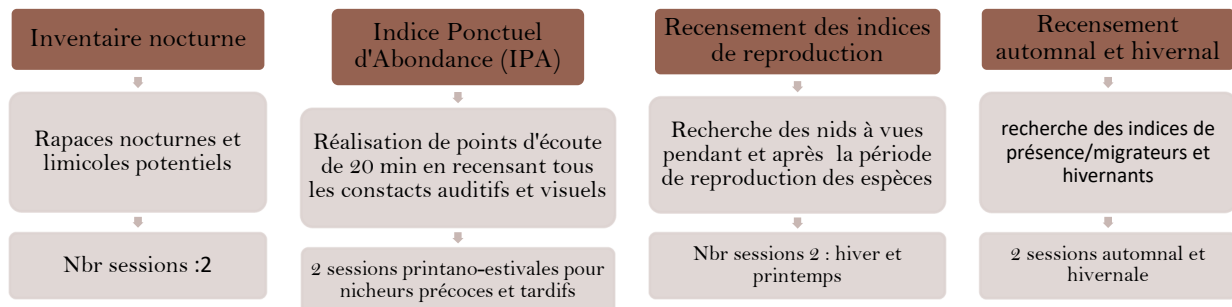 Inventaire nocturne
Rapaces nocturnes et
limicoles potentiels
Nbr sessions :2
Indice Ponctuel
d'Abondance (IPA)
Réalisation de points d'écoute
de 20 min en recensant tous
les constacts auditifs et visuels
2 sessions printano-estivales pour
nicheurs précoces et tardifs
Recensement des indices
de reproduction
Recherche des nids à vues
pendant et après la période
de reproduction des espèces
Nbr sessions 2 : hiver et
printemps
Recensement
automnal et hivernal
recherche des indices de
présence/migrateurs et
hivernants
2 sessions automnal et
hivernale